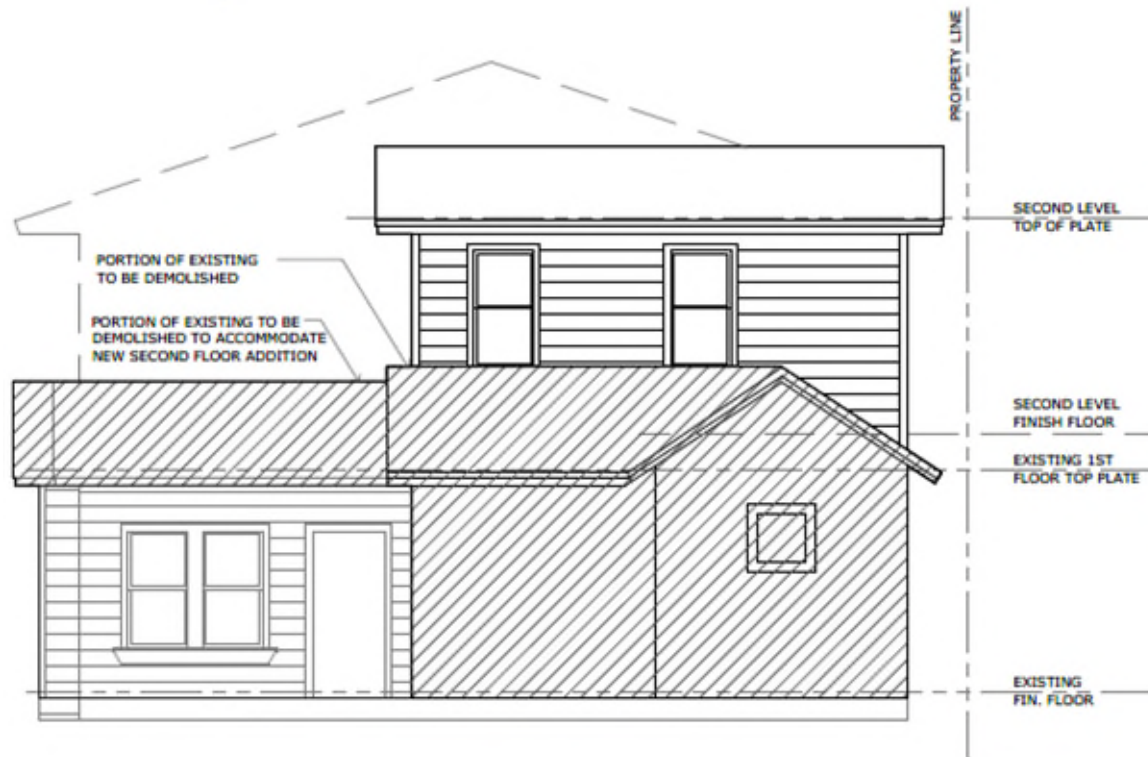 PROPERTY LINE
SECOND LEVEL
TOP OF PLATE
PORTION OF EXISTING
TO BE DEMOLISHED
PORTION OF EXISTING TO BE
DEMOLISHED TO ACCOMMODATE
NEW SECOND FLOOR ADDITION
SECOND LEVEL
FINISH FLOOR
EXISTING 1ST
FLOOR TOP PLATE
EXISTING
FIN. FLOOR